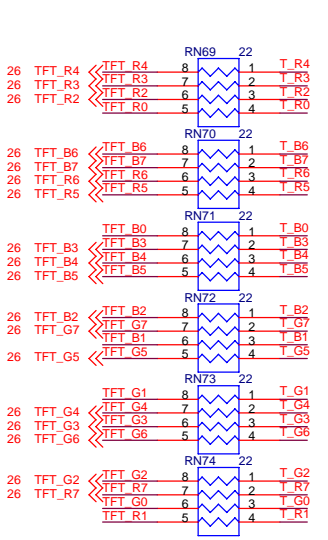 RN69 22
26 TFT_R4 TFT_R4 8 1 T_R4
26 TFT_R3 TFT_R3 7 2 T_R3
26 TFT_R2 TFT_R2 6 3 T_R2
TFT_R0 5 4 T_R0
RN70 22
26 TFT_B6 TFT_B6 8 1 T_B6
26 TFT_B7 TFT_B7 7 2 T_B7
26 TFT_R6 TFT_R6 6 3 T_R6
26 TFT_R5 TFT_R5 5 4 T_R5
RN71 22
TFT_B0 8 1 T_B0
26 TFT_B3 TFT_B3 7 2 T_B3
26 TFT_B4 TFT_B4 6 3 T_B4
26 TFT_B5 TFT_B5 5 4 T_B5
RN72 22
26 TFT_B2 TFT_B2 8 1 T_B2
26 TFT_G7 TFT_G7 7 2 T_G7
TFT_B1 6 3 T_B1
26 TFT_G5 TFT_G5 5 4 T_G5
RN73 22
TFT_G1 8 1 T_G1
26 TFT_G4 TFT_G4 7 2 T_G4
26 TFT_G3 TFT_G3 6 3 T_G3
26 TFT_G6 TFT_G6 5 4 T_G6
RN74 22
26 TFT_G2 TFT_G2 8 1 T_G2
26 TFT_R7 TFT_R7 7 2 T_R7
TFT_G0 6 3 T_G0
TFT_R1 5 4 T_R1